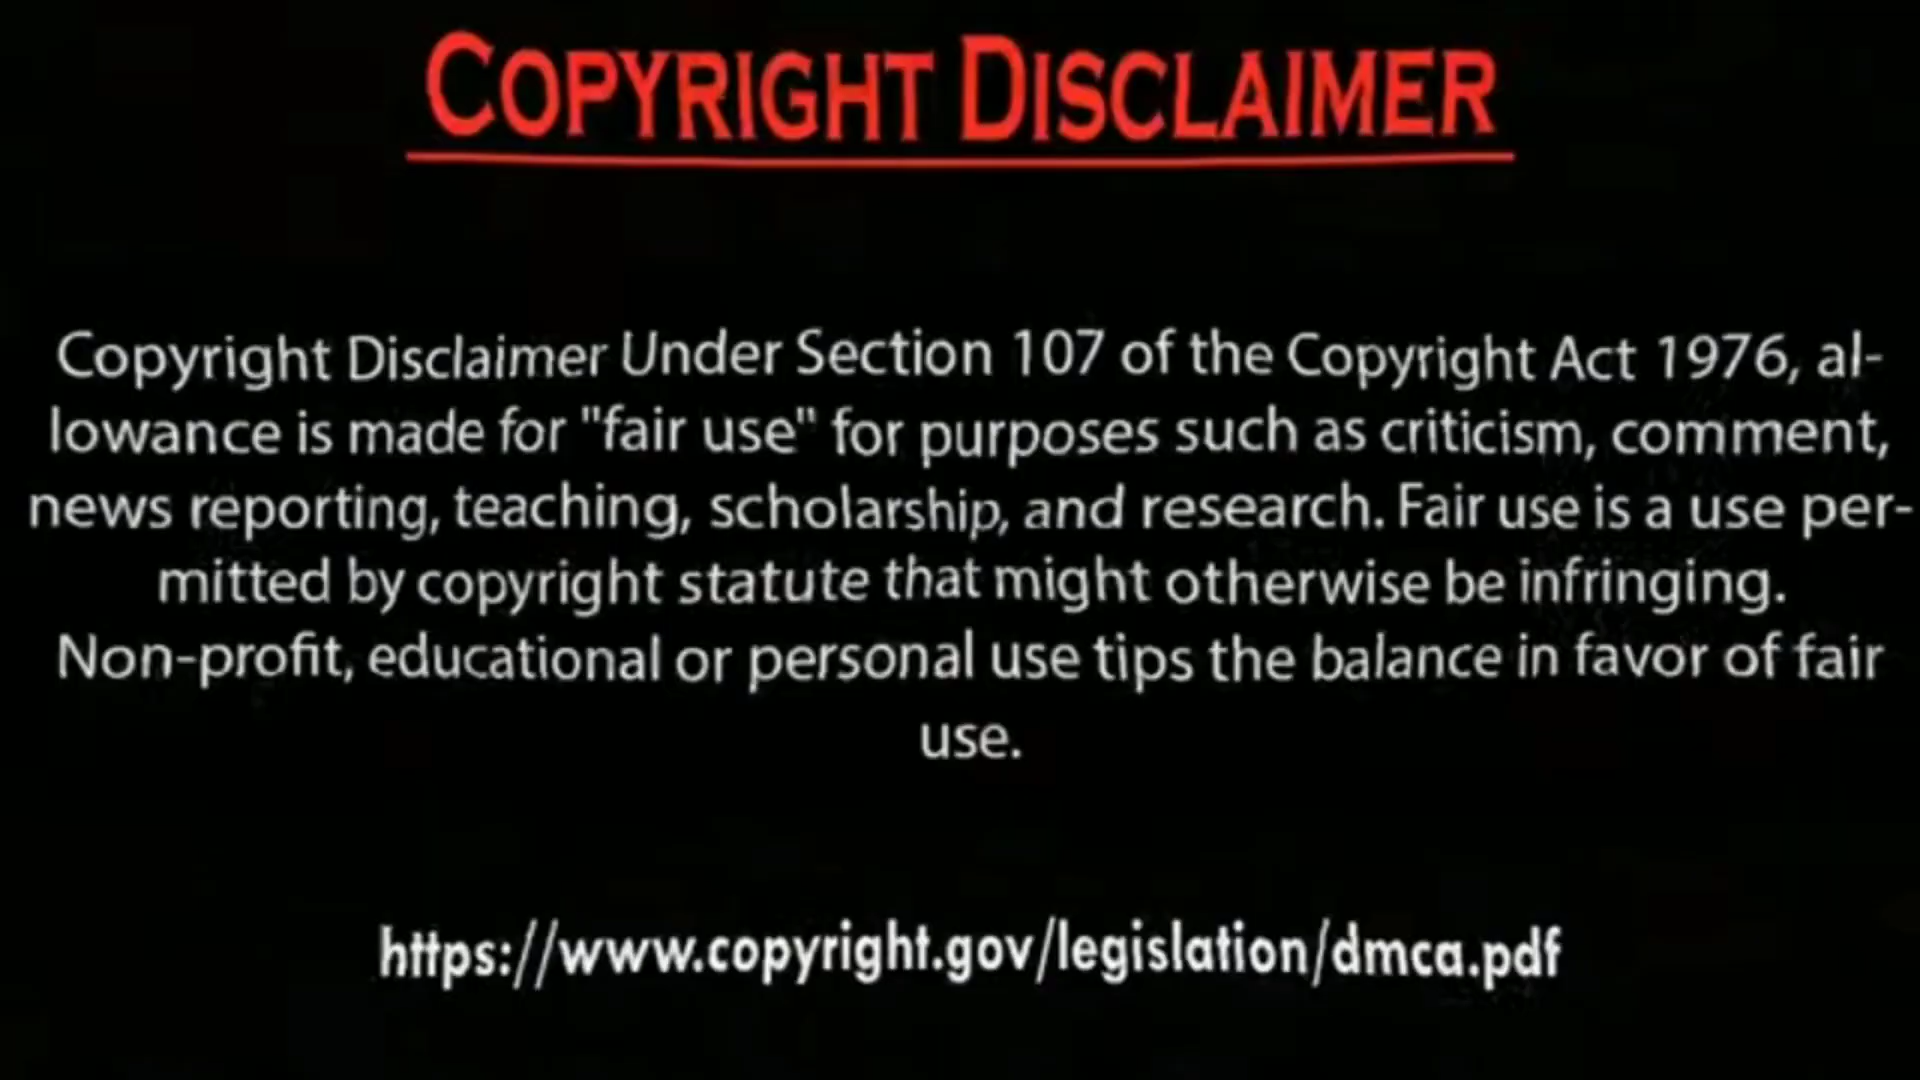 COPYRIGHT DISCLAIMER
Copyright Disclaimer Under Section 107 of the Copyright Act 1976, al-
lowance is made for "fair use" for purposes such as criticism, comment,
news reporting, teaching, scholarship, and research. Fair use is a use per-
mitted by copyright statute that might otherwise be infringing.
Non-profit, educational or personal use tips the balance in favor of fair
use.
https://www.copyright.gov/legislation/dmca.pdf